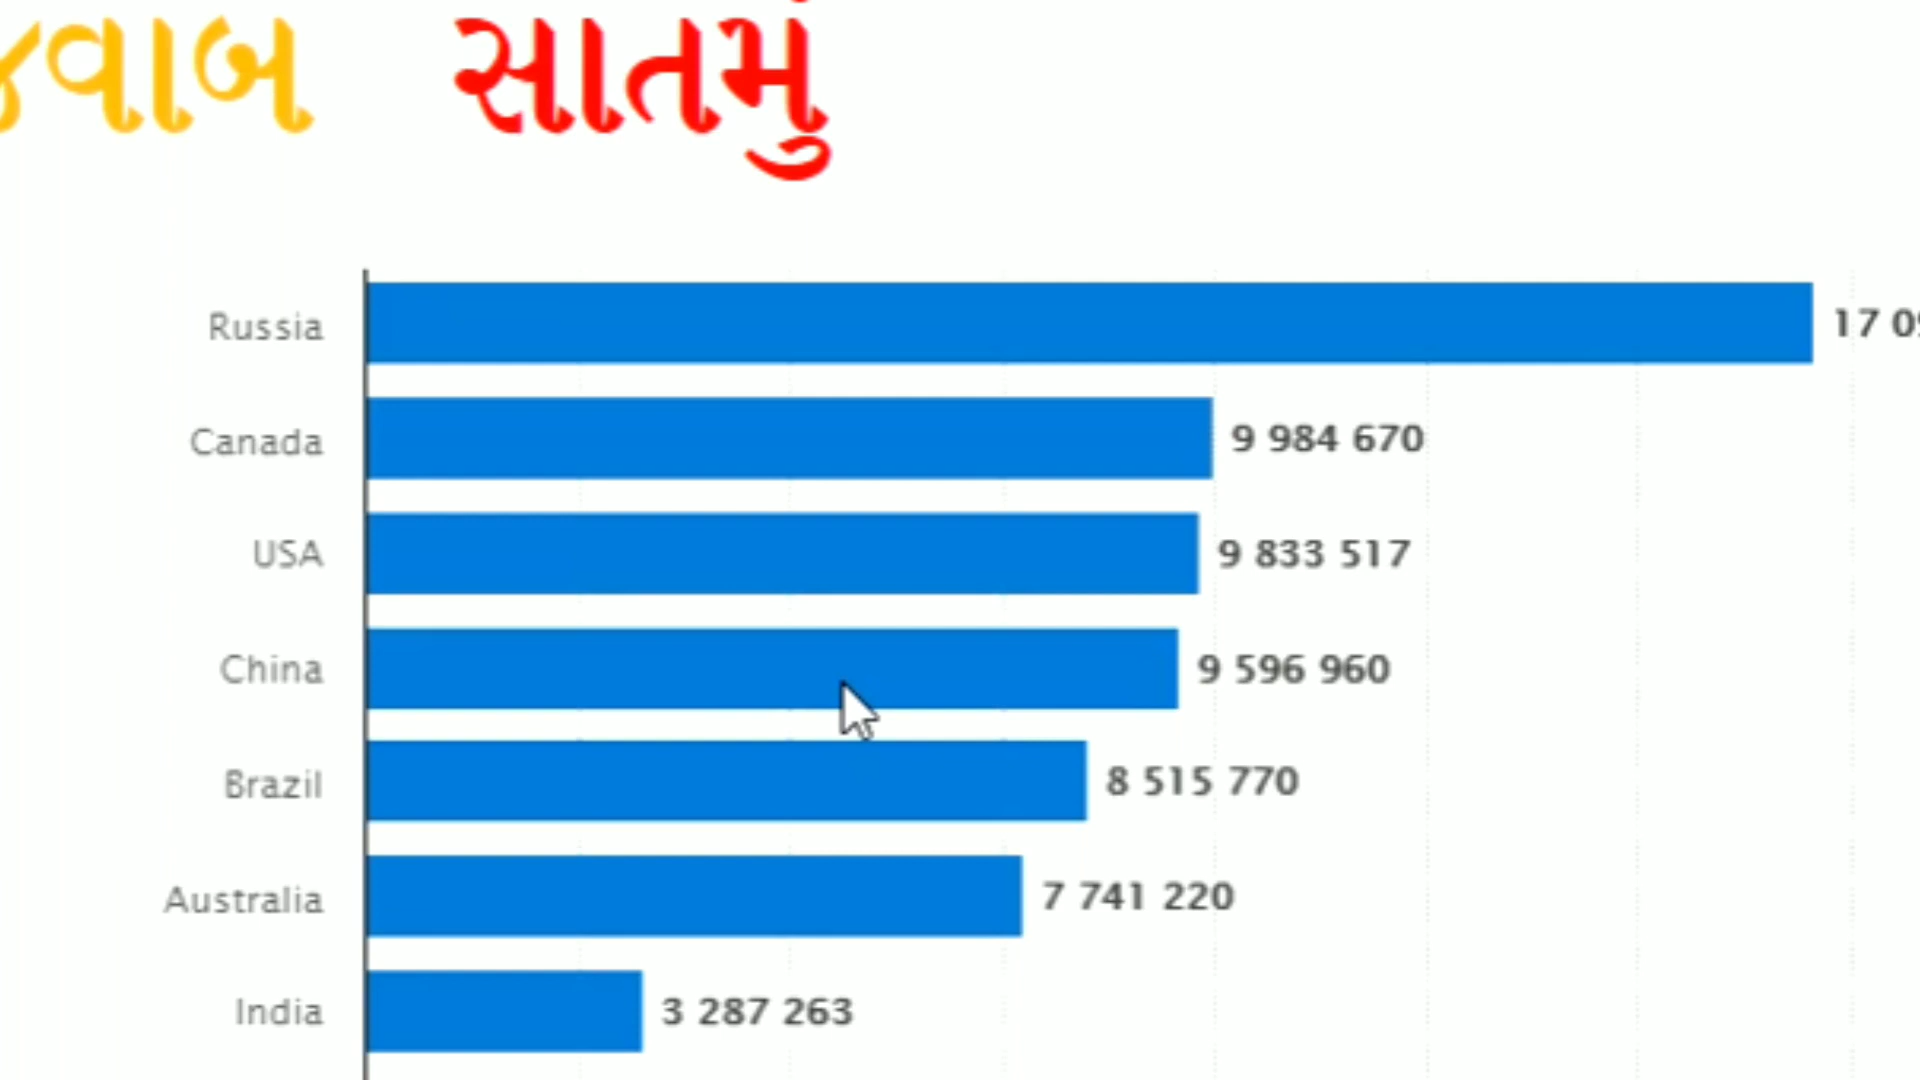 જવાબ સાતમું
Russia
Canada 9 984 670
USA 9 833 517
China 9 596 960
Brazil 8 515 770
Australia 7 741 220
India 3 287 263